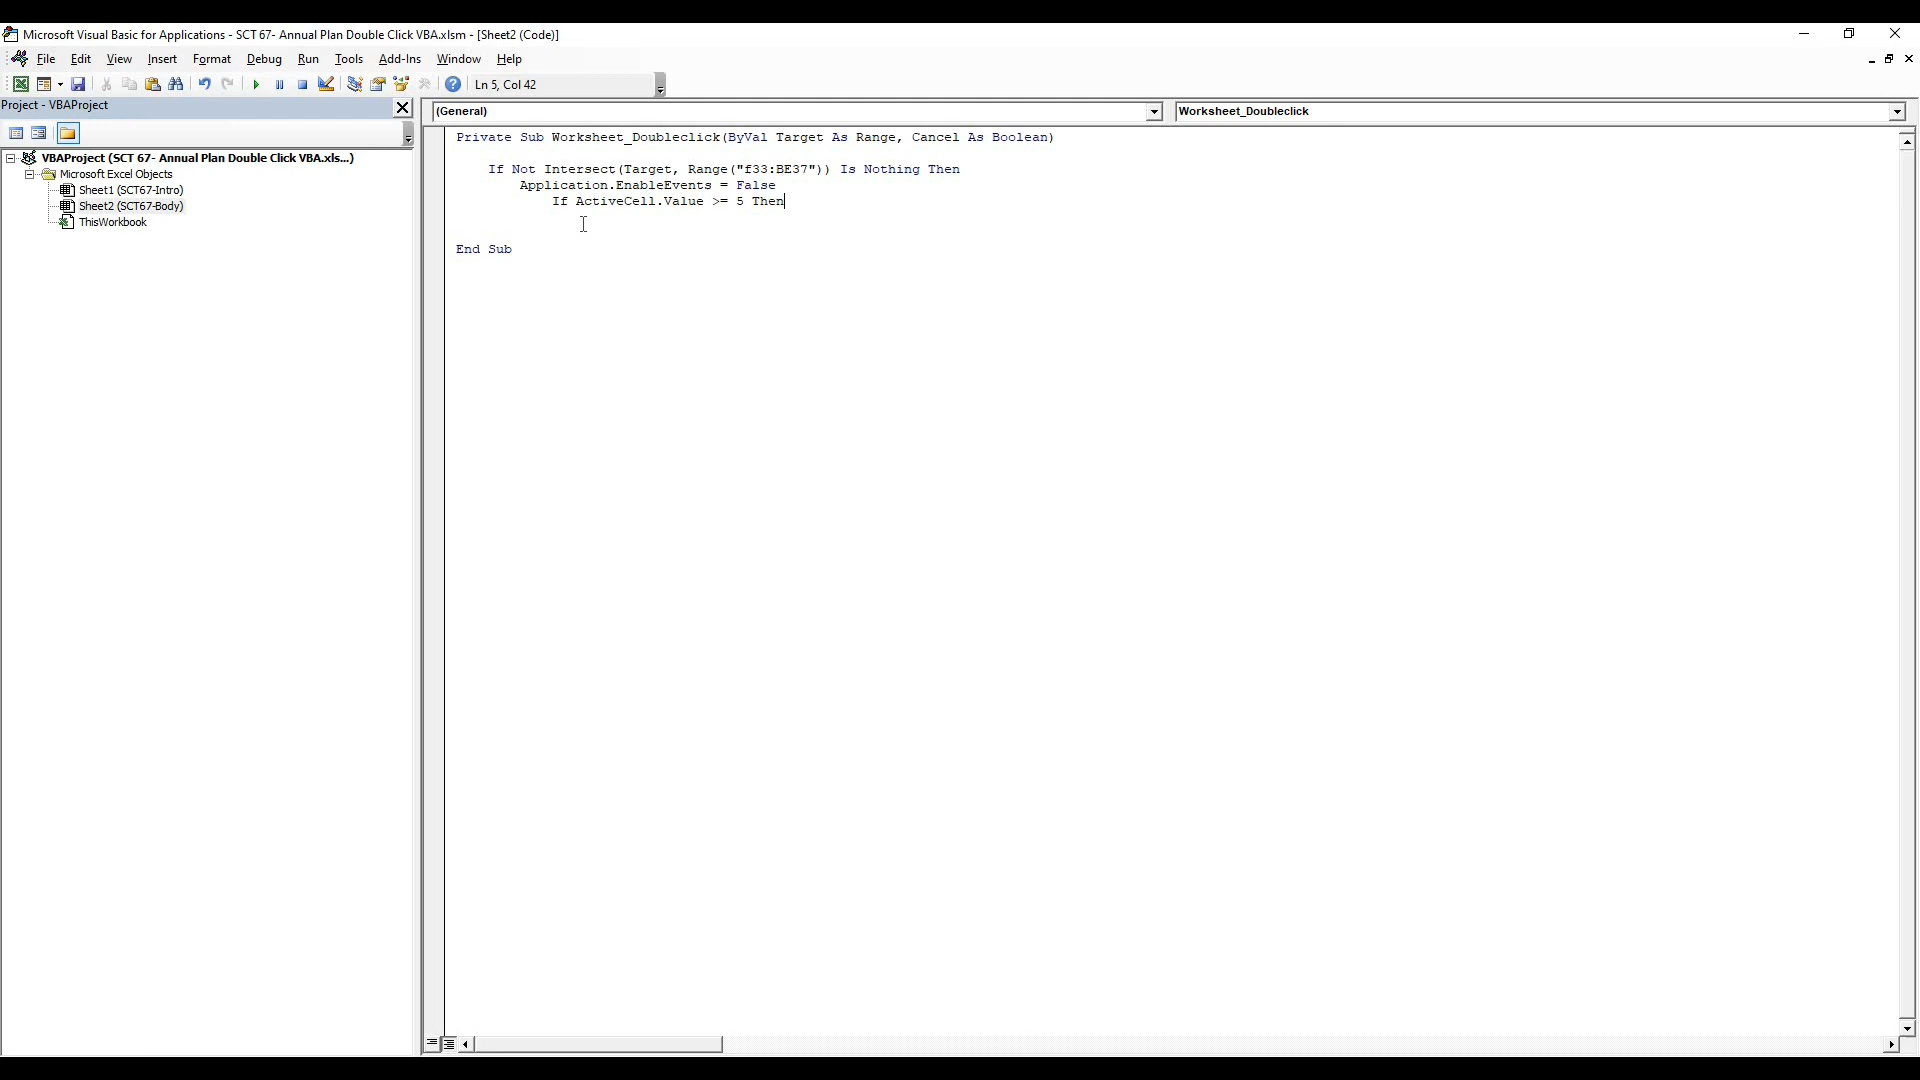 Microsoft Visual Basic for Applications - SCT 67- Annual Plan Double Click VBA.xlsm - [Sheet2 (Code)]
File Edit View Insert Format Debug Run Tools Add-Ins Window Help
Ln 5, Col 42
Project - VBAProject
(General)
Worksheet_Doubleclick
VBAProject (SCT 67- Annual Plan Double Click VBA.xls...)
Microsoft Excel Objects
Sheet1 (SCT67-Intro)
Sheet2 (SCT67-Body)
ThisWorkbook
Private Sub Worksheet_Doubleclick(ByVal Target As Range, Cancel As Boolean)
If Not Intersect(Target, Range("f33:BE37")) Is Nothing Then
Application.EnableEvents = False
If ActiveCell.Value >= 5 Then
End Sub